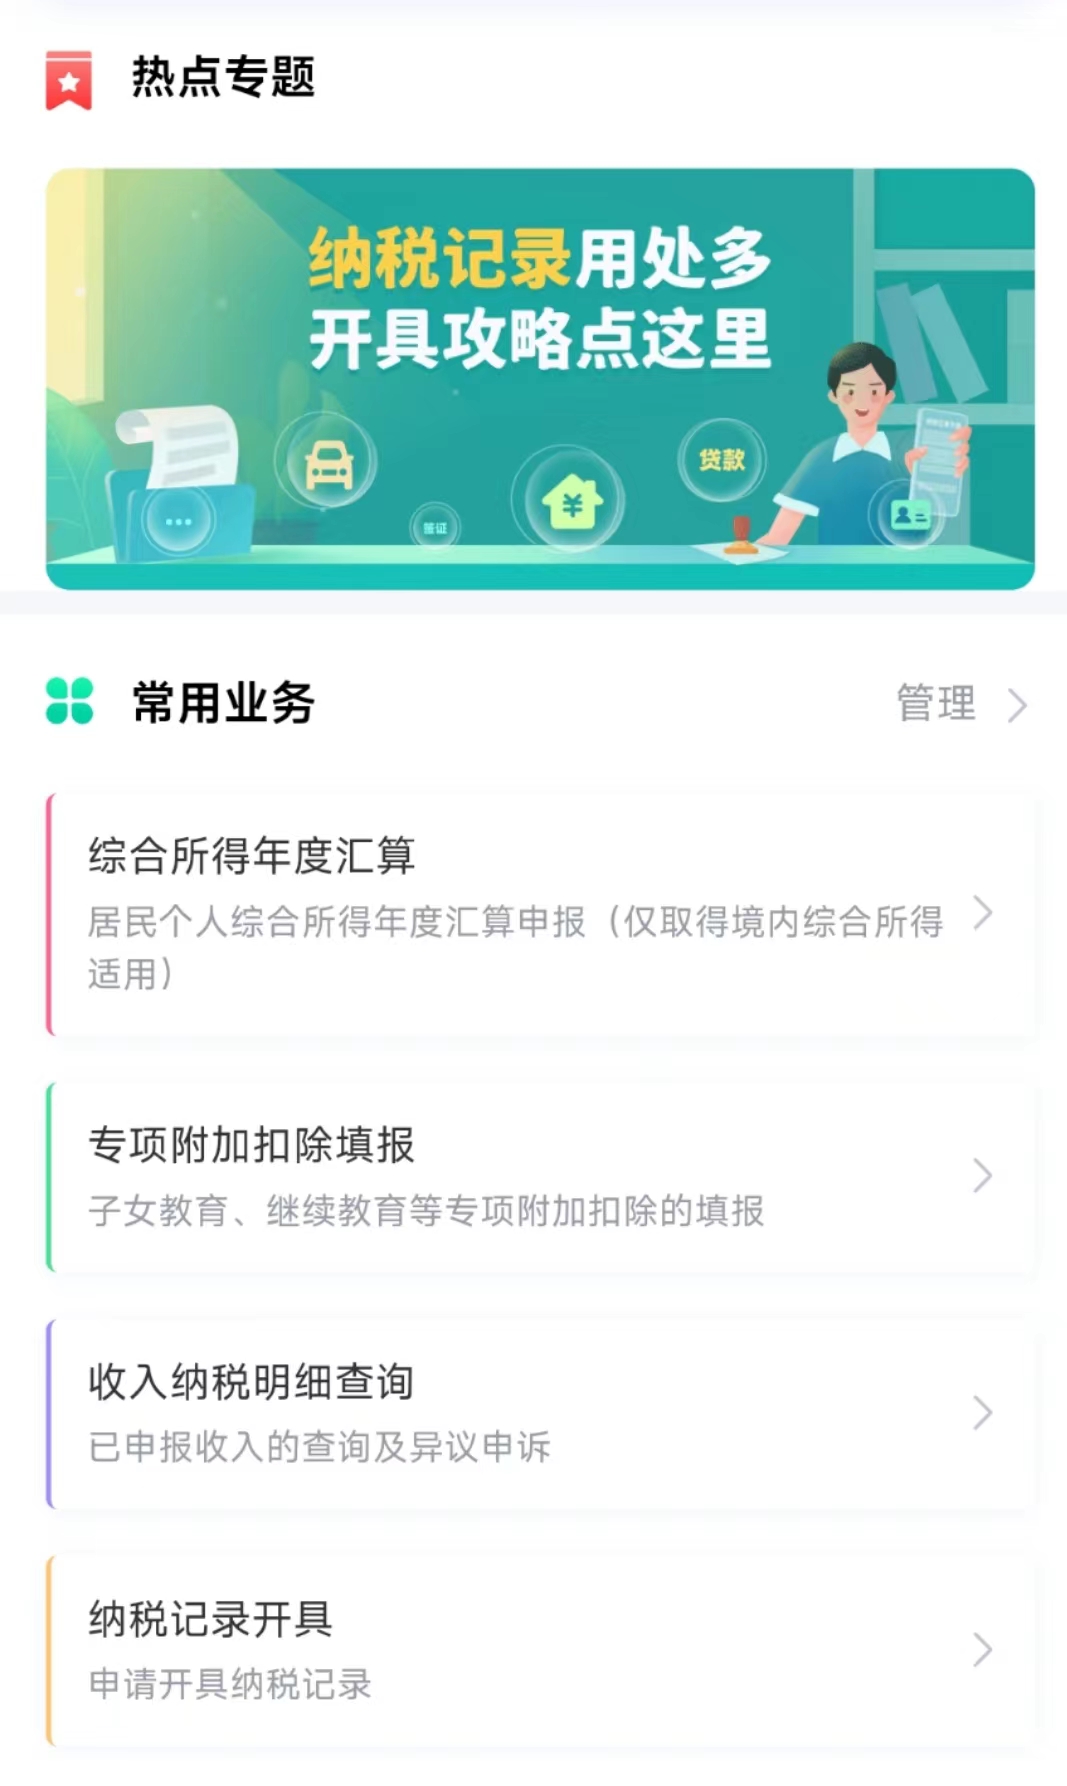 热点专题
纳税记录用处多
开具攻略点这里
贷款
签证
常用业务
管理
综合所得年度汇算
居民个人综合所得年度汇算申报（仅取得境内综合所得
适用）
专项附加扣除填报
子女教育、继续教育等专项附加扣除的填报
收入纳税明细查询
已申报收入的查询及异议申诉
纳税记录开具
申请开具纳税记录